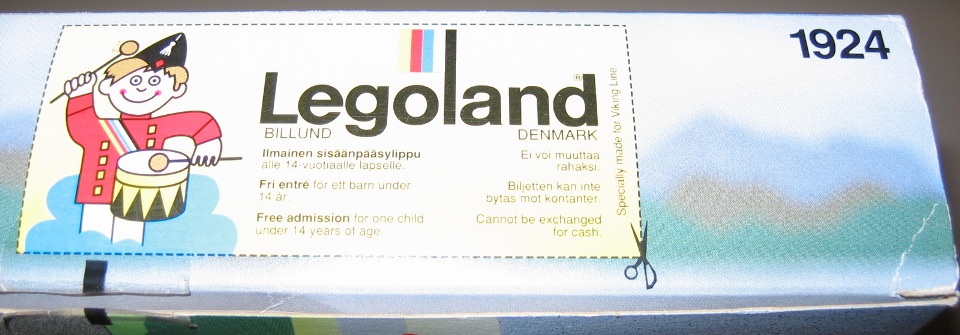 1924
Legoland®
BILLUND DENMARK
Ilmainen sisäänpääsylippu
alle 14-vuotiaalle lapselle.
Fri entré för ett barn under
14 år.
Free admission for one child
under 14 years of age.
Ei voi muuttaa
rahaksi.
Biljetten kan inte
bytas mot kontanter.
Cannot be exchanged
for cash.
Specially made for Viking Line